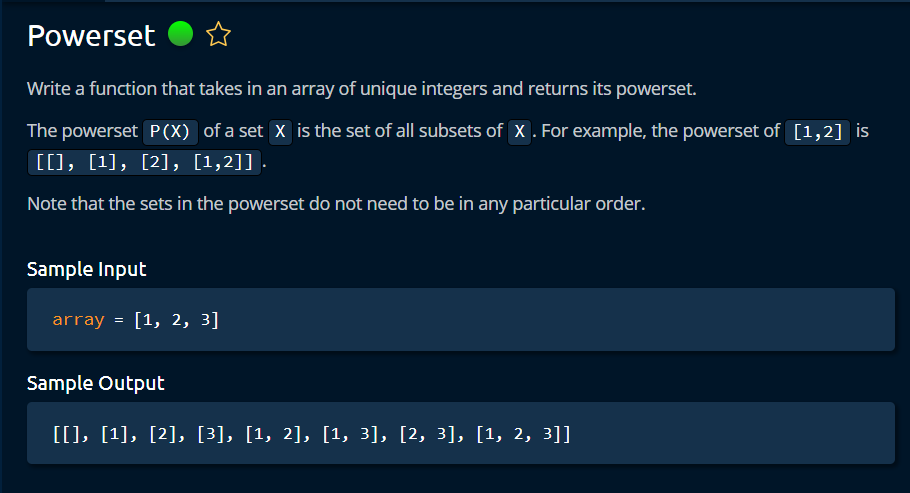 Powerset
Write a function that takes in an array of unique integers and returns its powerset.
The powerset P(X) of a set X is the set of all subsets of X. For example, the powerset of [1,2] is
[[], [1], [2], [1,2]].
Note that the sets in the powerset do not need to be in any particular order.
Sample Input
array = [1, 2, 3]
Sample Output
[[], [1], [2], [3], [1, 2], [1, 3], [2, 3], [1, 2, 3]]